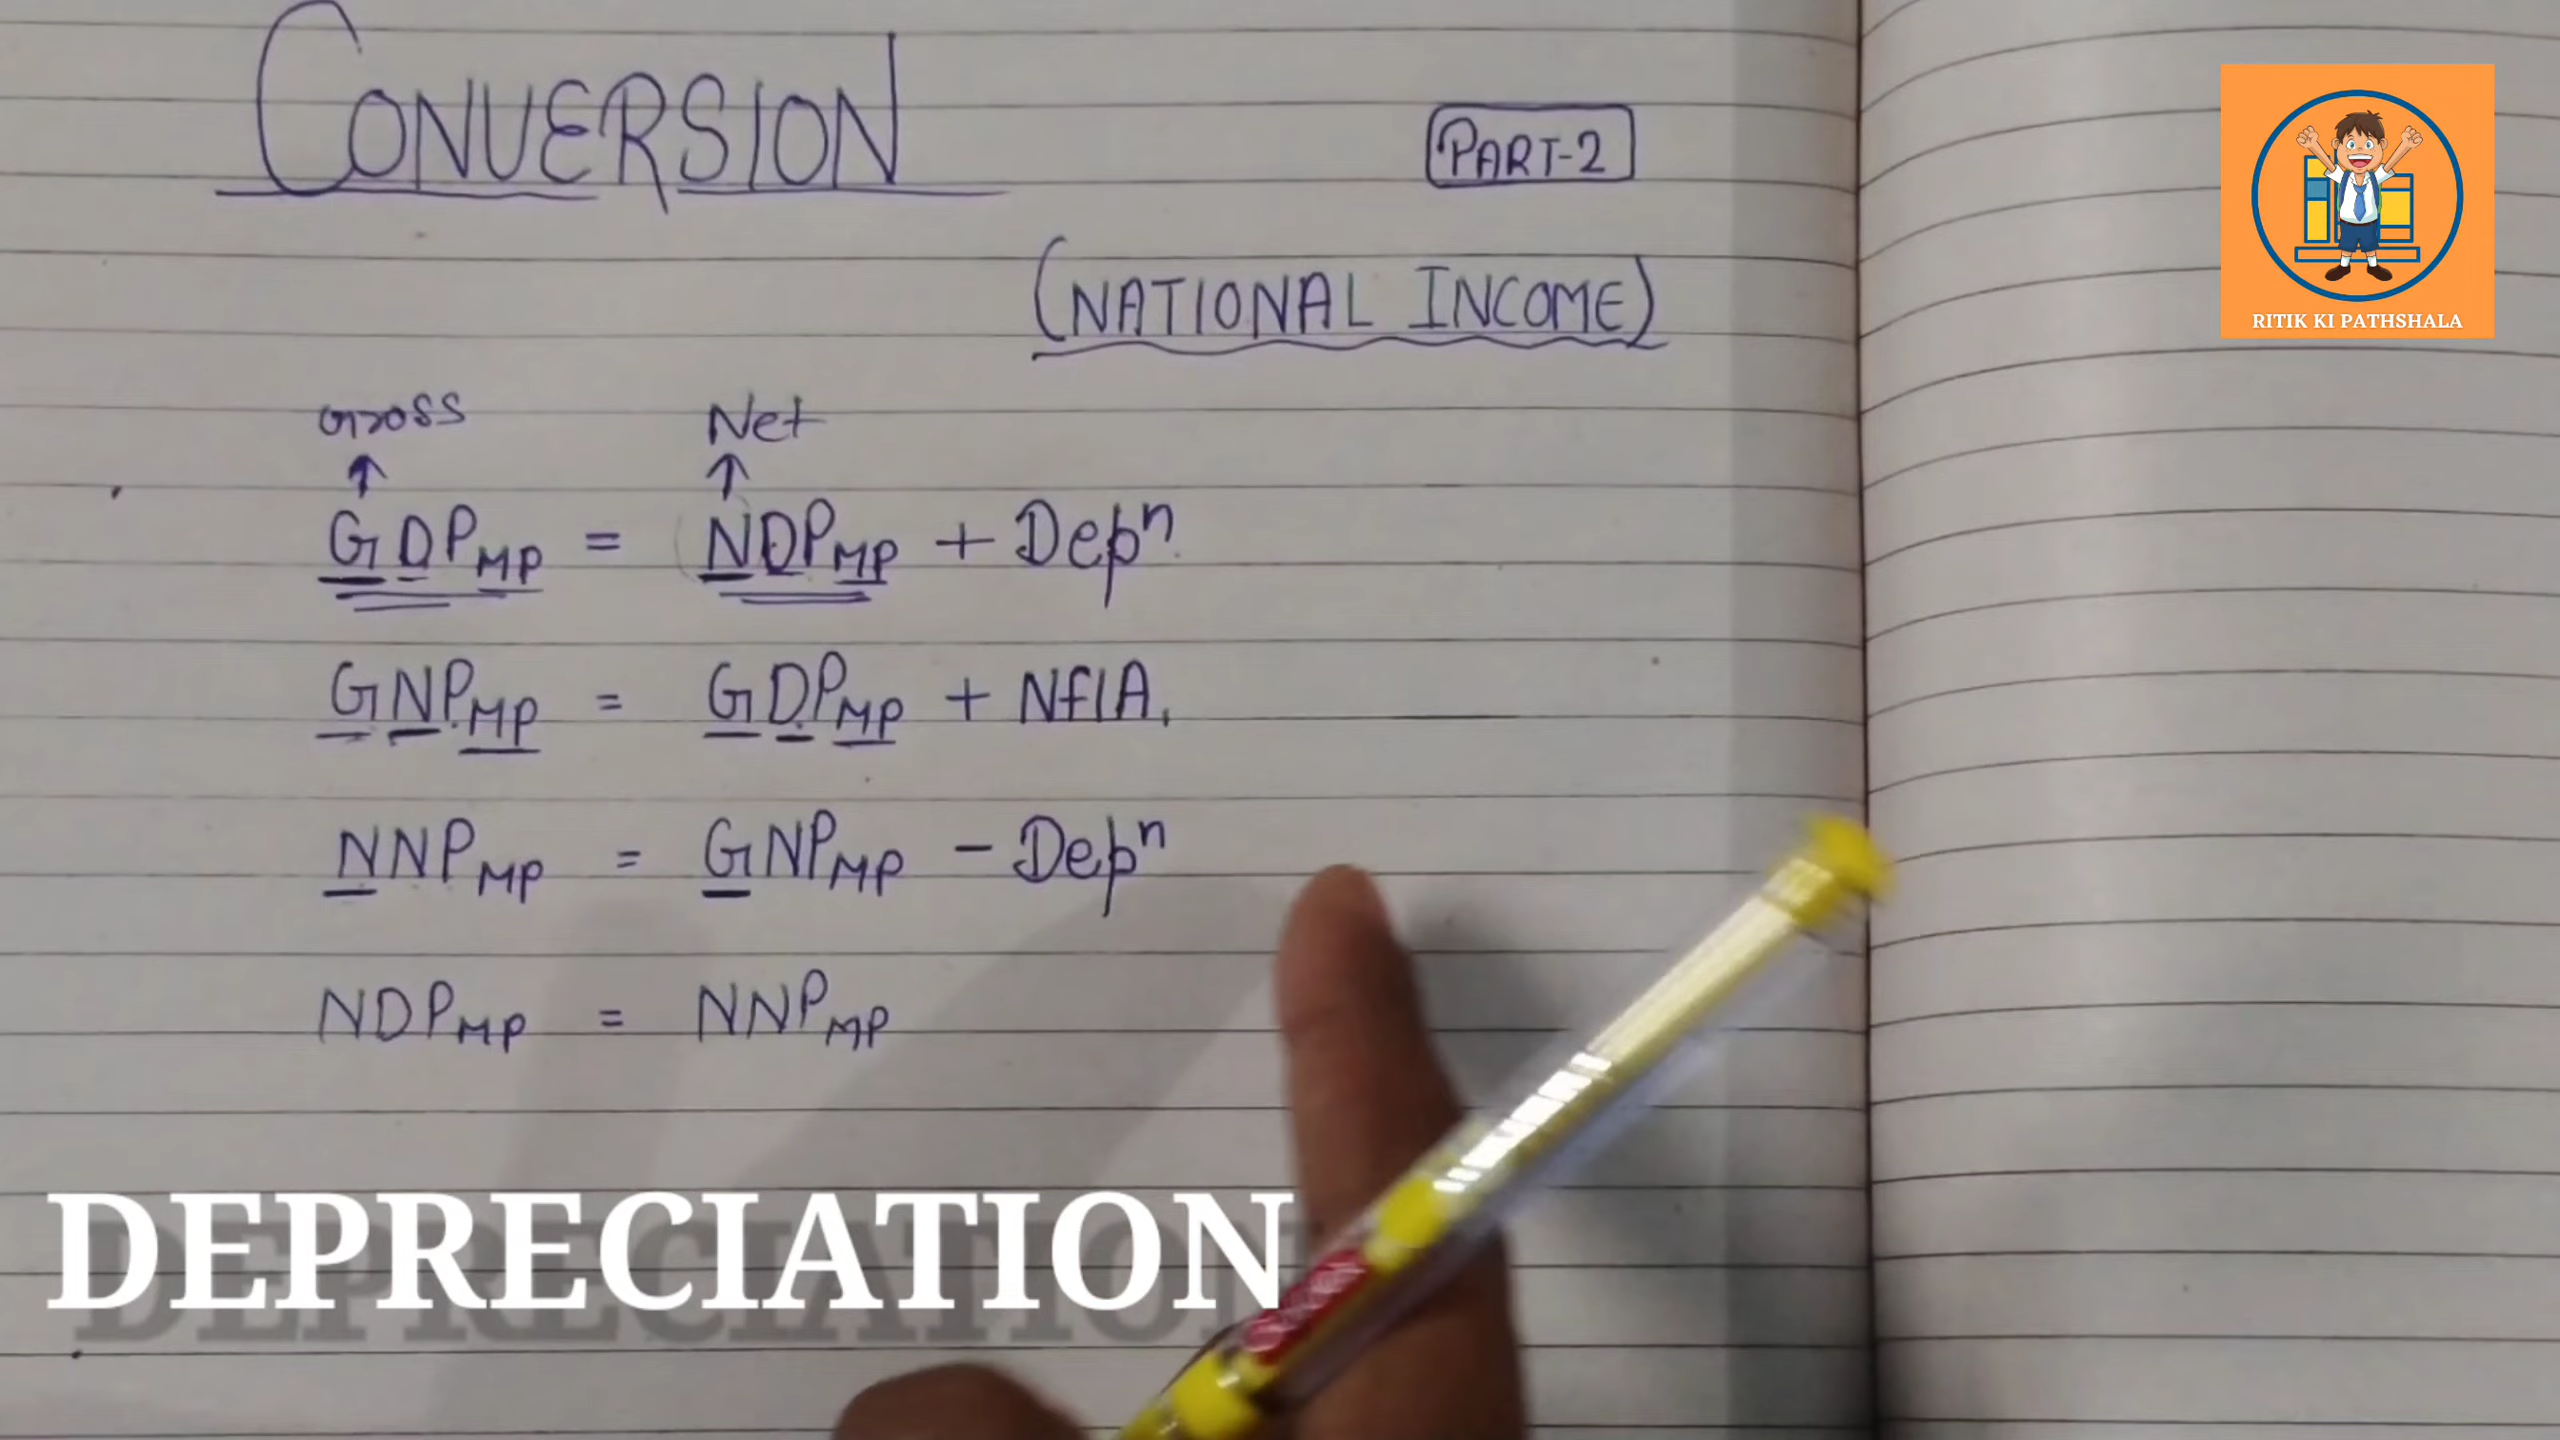 CONVERSION
PART-2
(NATIONAL INCOME)
RITIK KI PATHSHALA
Gross Net
GDPMP = NDPMP + Depn
GNPMP = GDPMP + NFIA.
NNPMP = GNPMP - Depn
NDPMP = NNPMP
DEPRECIATION